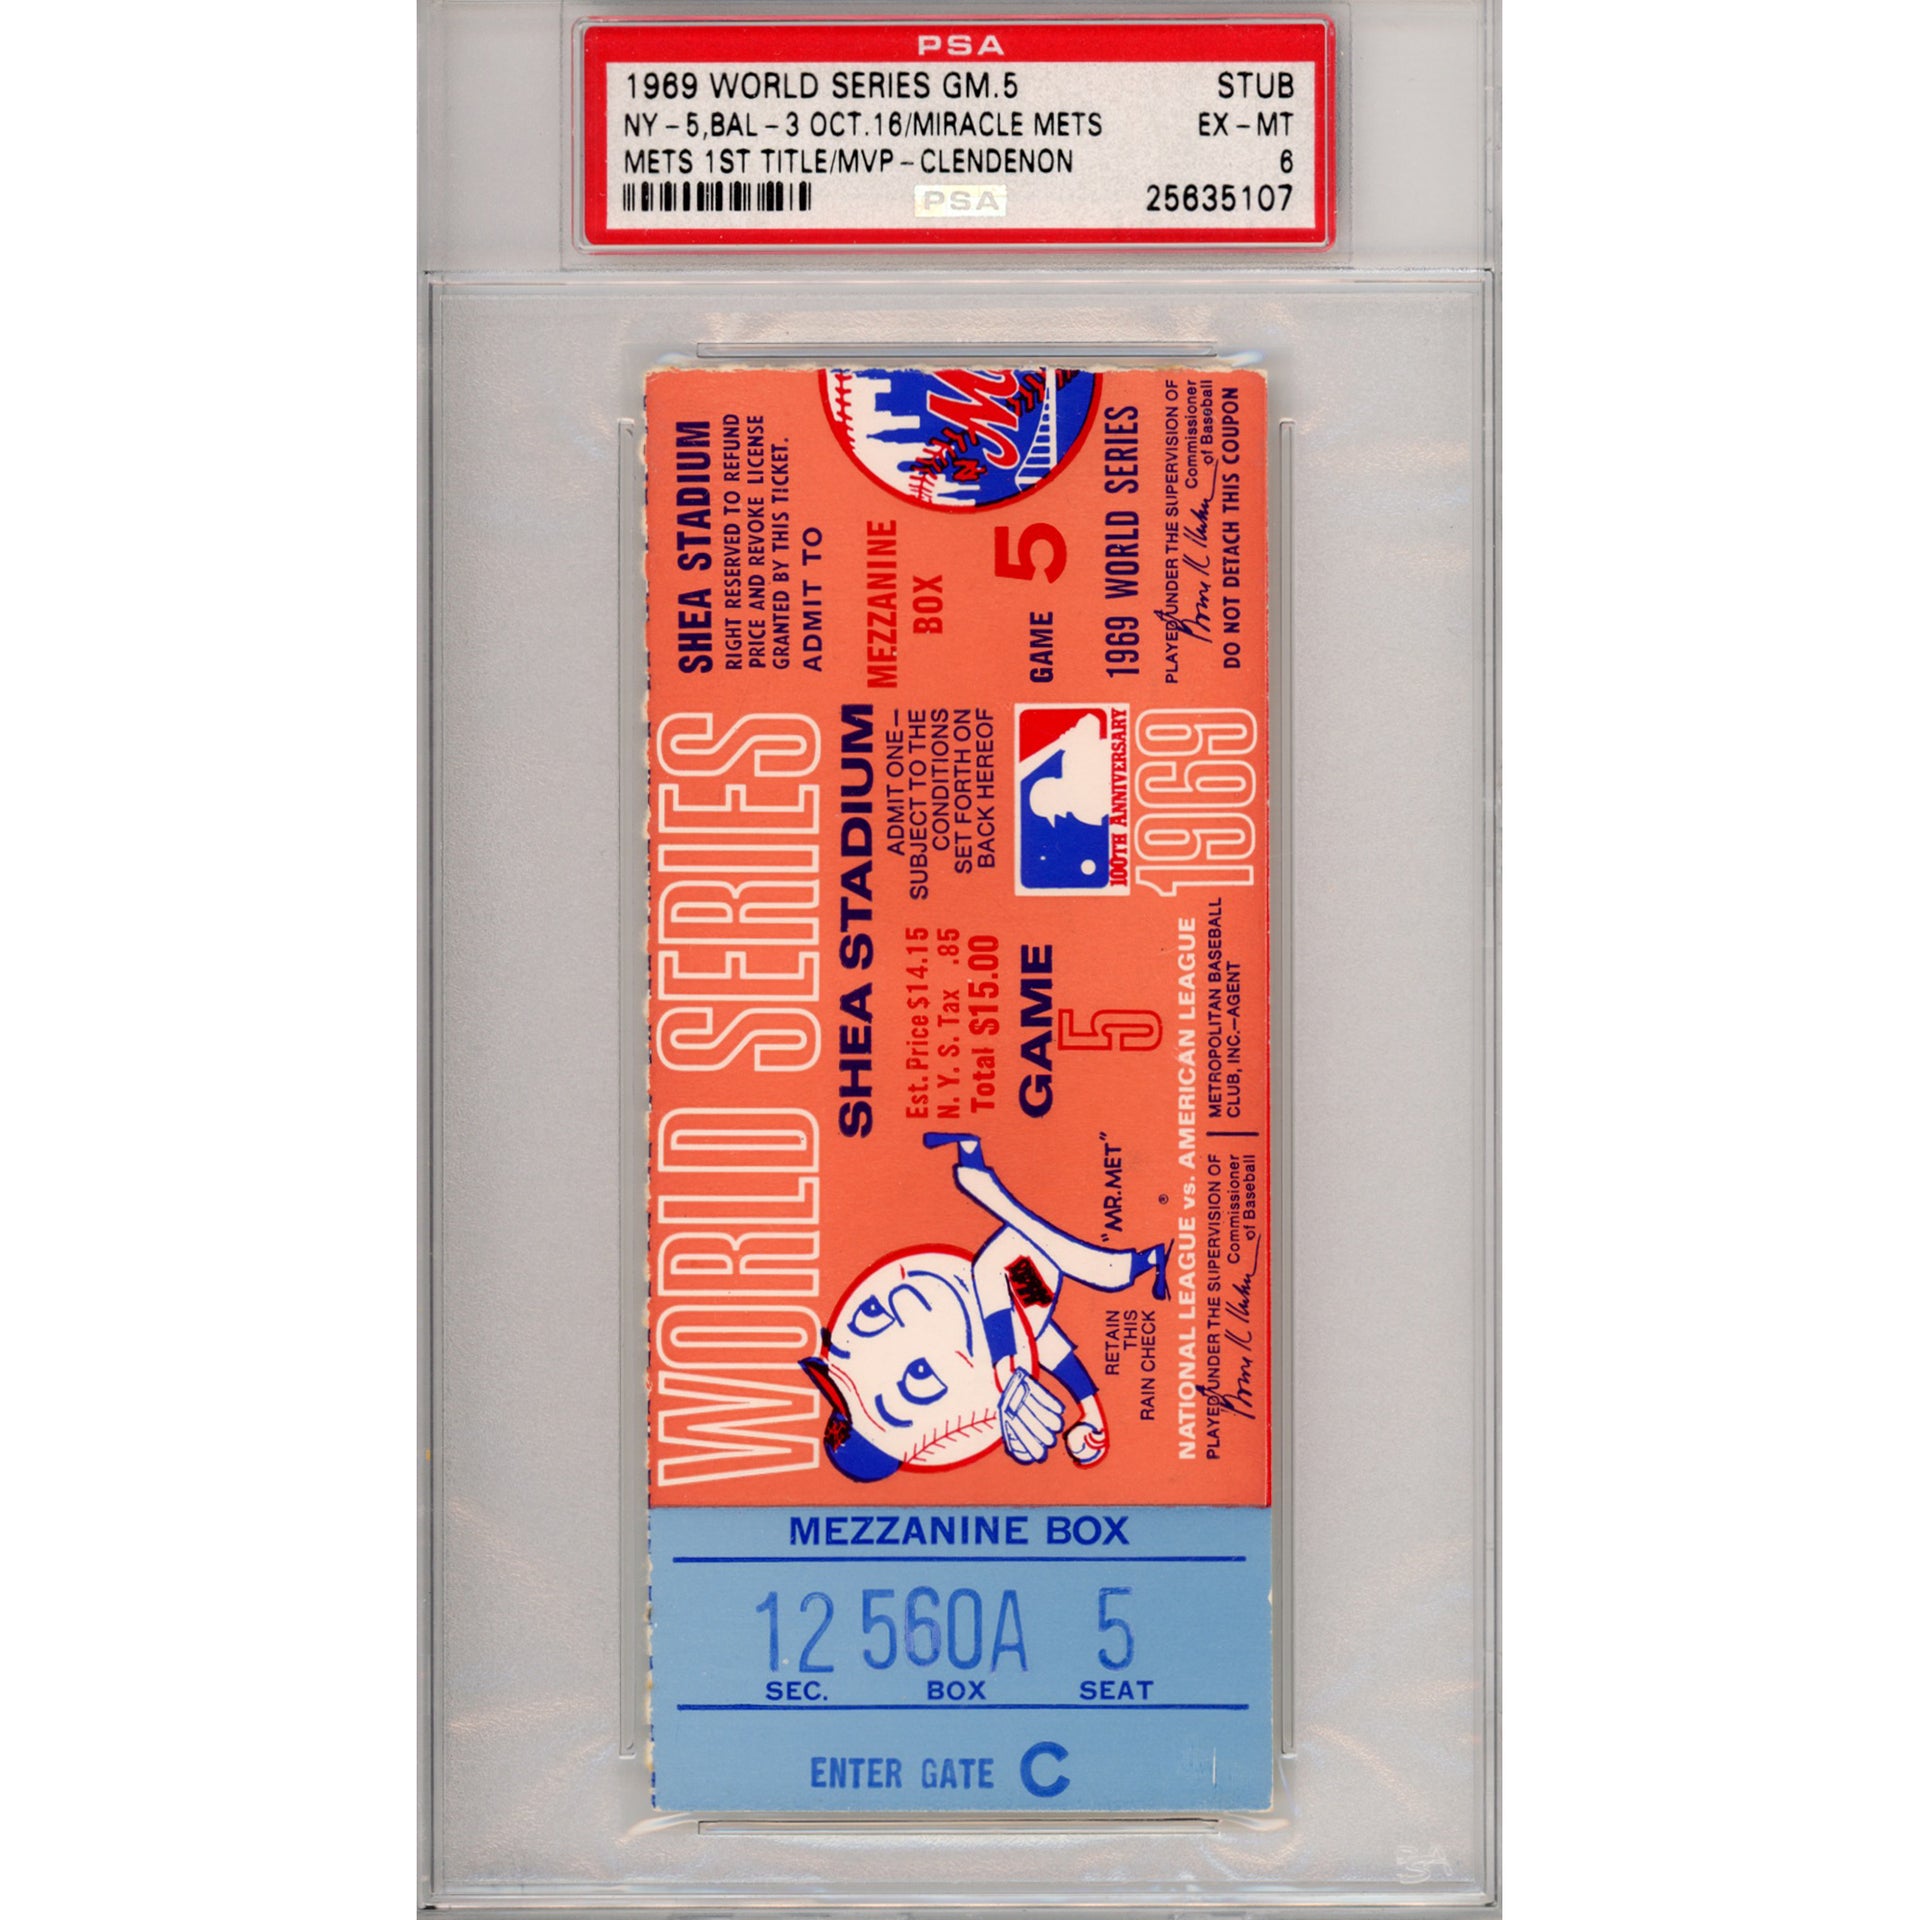 PSA
1969 WORLD SERIES GM.5 STUB
NY-5,BAL-3 OCT.16/MIRACLE METS EX-MT
METS 1ST TITLE/MVP-CLENDENON 6
PSA 25635107
SHEA STADIUM
RIGHT RESERVED TO REFUND
PRICE AND REVOKE LICENSE
GRANTED BY THIS TICKET.
ADMIT TO
MEZZANINE
BOX
GAME 5
1969 WORLD SERIES
PLAYED UNDER THE SUPERVISION OF
Bowie K Kuhn Commissioner
of Baseball
DO NOT DETACH THIS COUPON
WORLD SERIES
SHEA STADIUM
ADMIT ONE—
SUBJECT TO THE
CONDITIONS
SET FORTH ON
BACK HEREOF
Est. Price $14.15
N. Y. S. Tax .85
Total $15.00
GAME
5
100TH ANNIVERSARY
1969
"MR.MET"
®
RETAIN
THIS
RAIN CHECK
NATIONAL LEAGUE vs. AMERICAN LEAGUE
PLAYED UNDER THE SUPERVISION OF
Bowie K Kuhn Commissioner
of Baseball
METROPOLITAN BASEBALL
CLUB, INC.—AGENT
MEZZANINE BOX
12 560A 5
SEC. BOX SEAT
ENTER GATE C
PSA